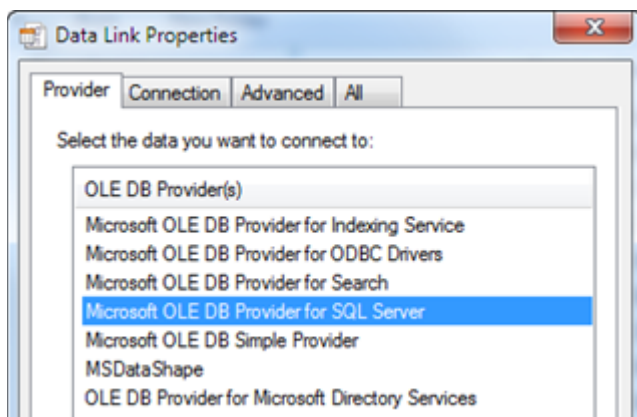 Data Link Properties
Provider Connection Advanced All
Select the data you want to connect to:
OLE DB Provider(s)
Microsoft OLE DB Provider for Indexing Service
Microsoft OLE DB Provider for ODBC Drivers
Microsoft OLE DB Provider for Search
Microsoft OLE DB Provider for SQL Server
Microsoft OLE DB Simple Provider
MSDataShape
OLE DB Provider for Microsoft Directory Services